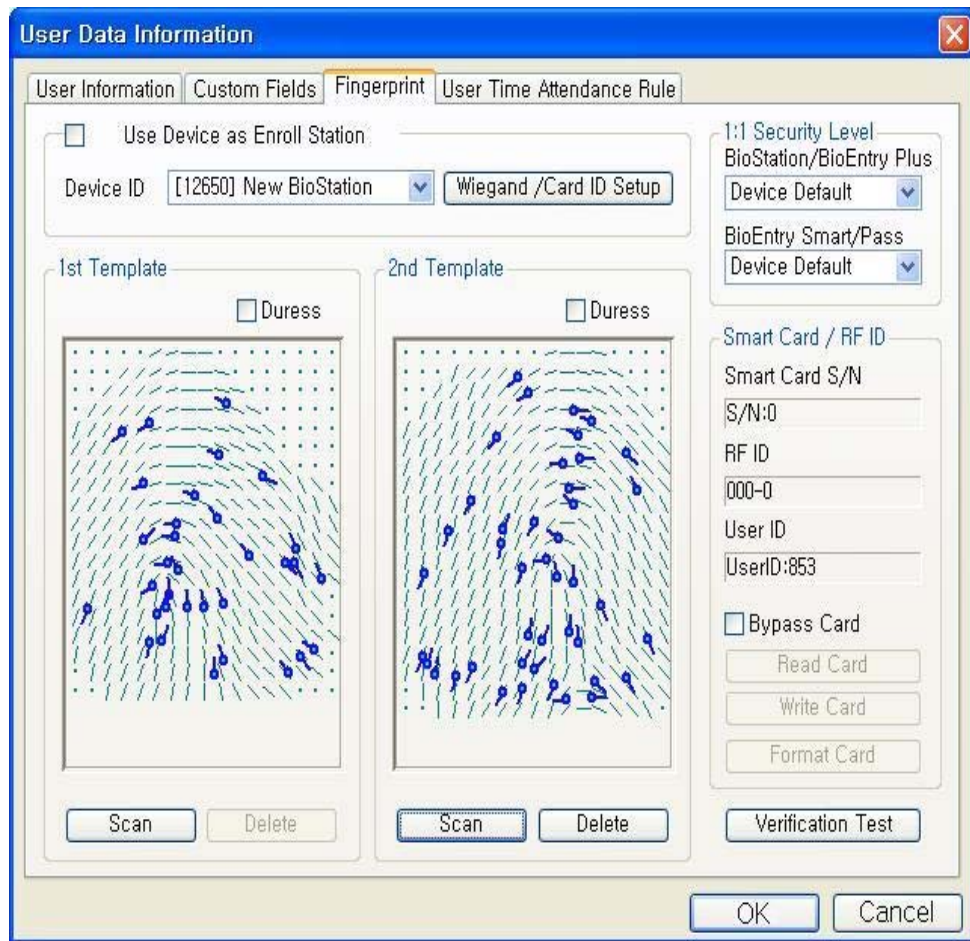 User Data Information
User Information Custom Fields Fingerprint User Time Attendance Rule
Use Device as Enroll Station
Device ID [12650] New BioStation Wiegand /Card ID Setup
1:1 Security Level
BioStation/BioEntry Plus
Device Default
BioEntry Smart/Pass
Device Default
1st Template
Duress
Scan Delete
2nd Template
Duress
Scan Delete
Smart Card / RF ID
Smart Card S/N
S/N:0
RF ID
000-0
User ID
UserID:853
Bypass Card
Read Card
Write Card
Format Card
Verification Test
OK Cancel